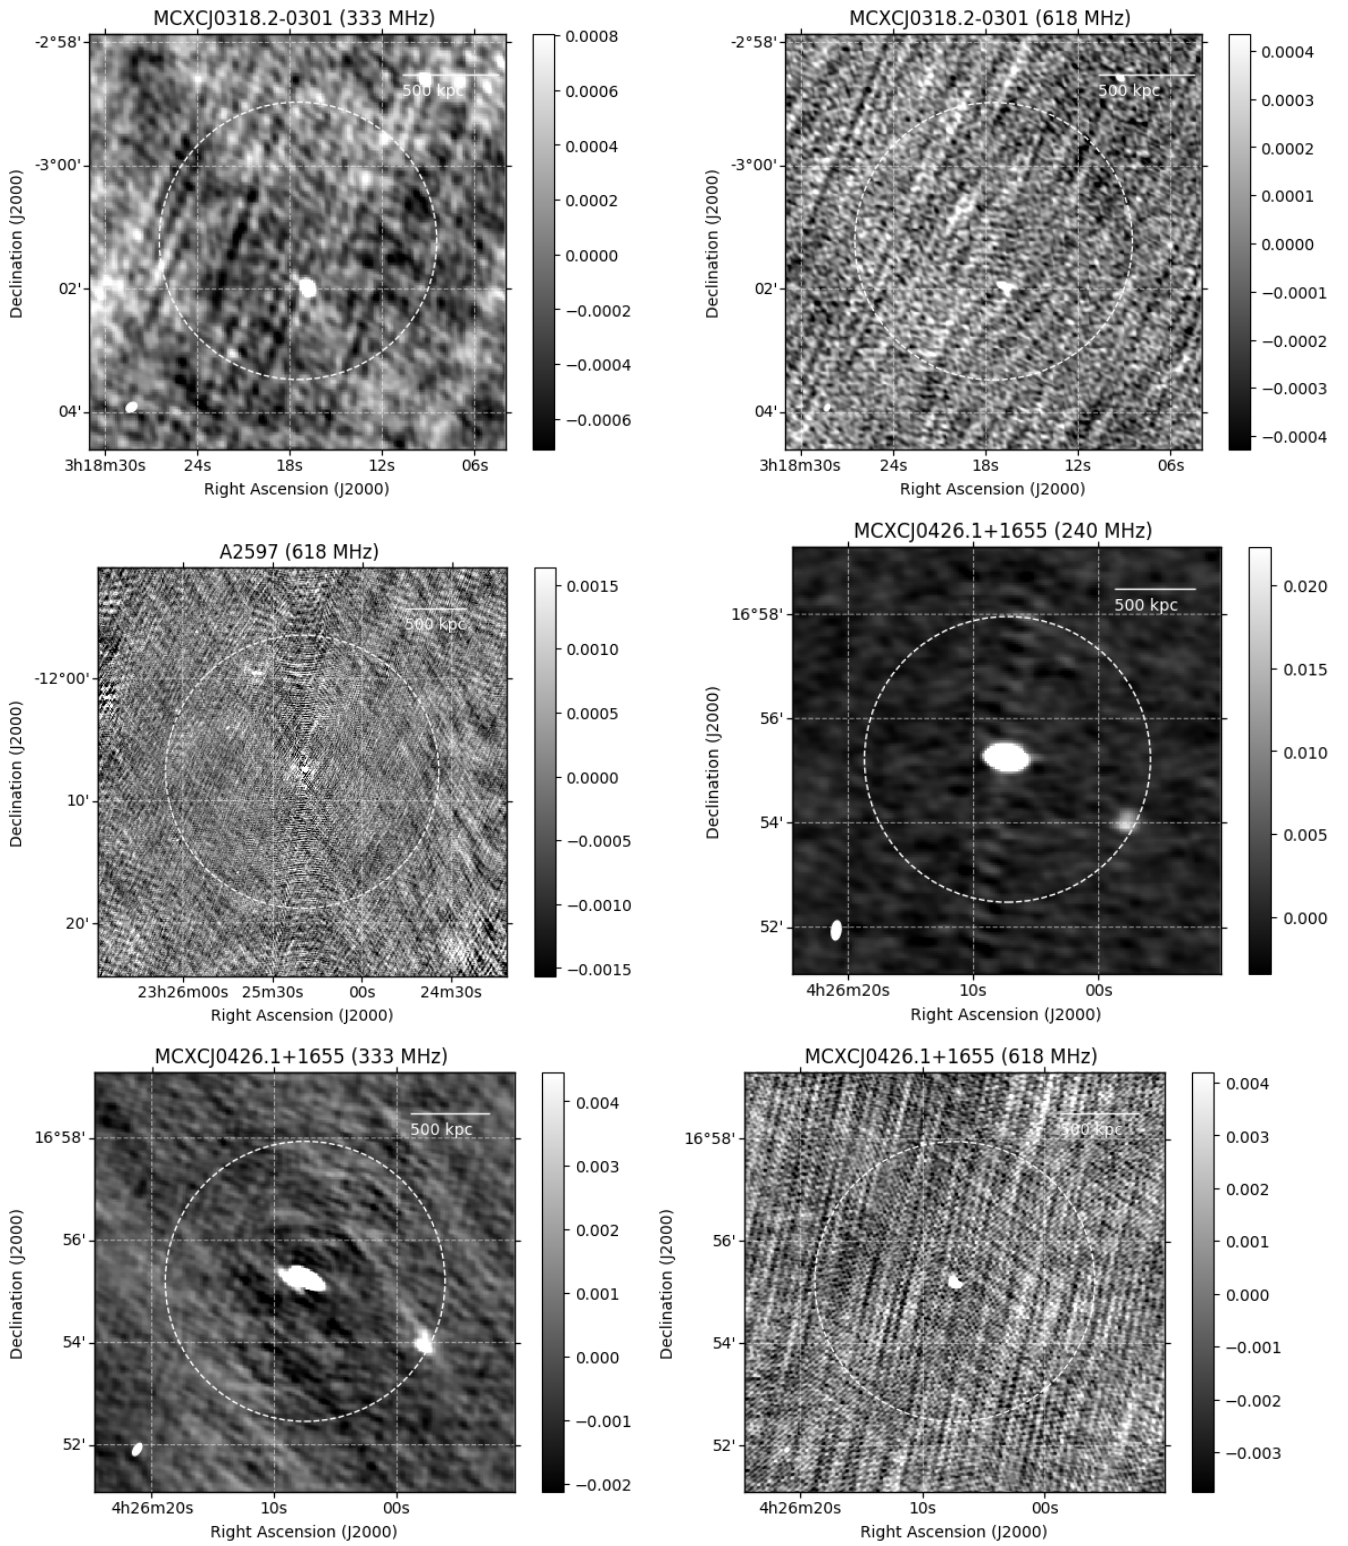 MCXCJ0318.2-0301 (333 MHz)
-2°58'
-3°00'
02'
04'
3h18m30s 24s 18s 12s 06s
Right Ascension (J2000)
Declination (J2000)
500 kpc
0.0008
0.0006
0.0004
0.0002
0.0000
−0.0002
−0.0004
−0.0006
MCXCJ0318.2-0301 (618 MHz)
-2°58'
-3°00'
02'
04'
3h18m30s 24s 18s 12s 06s
Right Ascension (J2000)
Declination (J2000)
500 kpc
0.0004
0.0003
0.0002
0.0001
0.0000
−0.0001
−0.0002
−0.0003
−0.0004
A2597 (618 MHz)
-12°00'
10'
20'
23h26m00s 25m30s 00s 24m30s
Right Ascension (J2000)
Declination (J2000)
500 kpc
0.0015
0.0010
0.0005
0.0000
−0.0005
−0.0010
−0.0015
MCXCJ0426.1+1655 (240 MHz)
16°58'
56'
54'
52'
4h26m20s 10s 00s
Right Ascension (J2000)
Declination (J2000)
500 kpc
0.020
0.015
0.010
0.005
0.000
MCXCJ0426.1+1655 (333 MHz)
16°58'
56'
54'
52'
4h26m20s 10s 00s
Right Ascension (J2000)
Declination (J2000)
500 kpc
0.004
0.003
0.002
0.001
0.000
−0.001
−0.002
MCXCJ0426.1+1655 (618 MHz)
16°58'
56'
54'
52'
4h26m20s 10s 00s
Right Ascension (J2000)
Declination (J2000)
500 kpc
0.004
0.003
0.002
0.001
0.000
−0.001
−0.002
−0.003